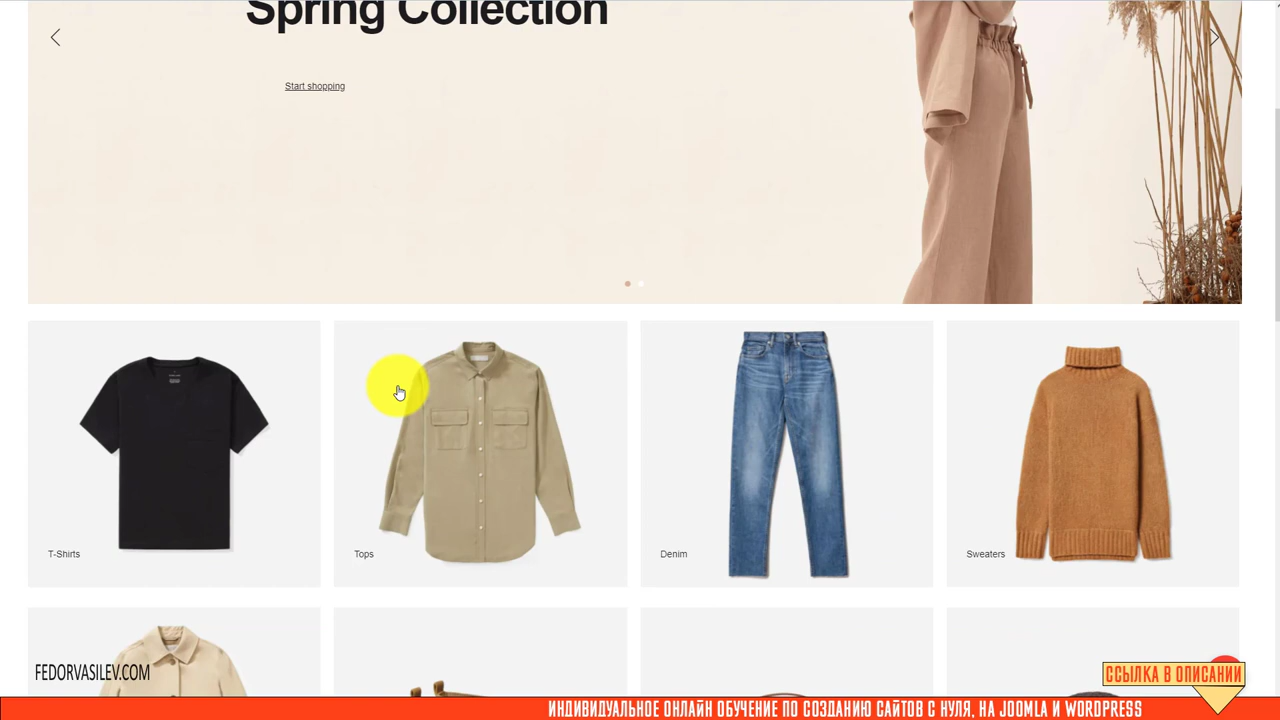 Spring Collection
Start shopping
T-Shirts
Tops
Denim
Sweaters
FEDORVASILEV.COM
ССЫЛКА В ОПИСАНИИ
ИНДИВИДУАЛЬНОЕ ОНЛАЙН ОБУЧЕНИЕ ПО СОЗДАНИЮ САЙТОВ С НУЛЯ, НА JOOMLA И WORDPRESS